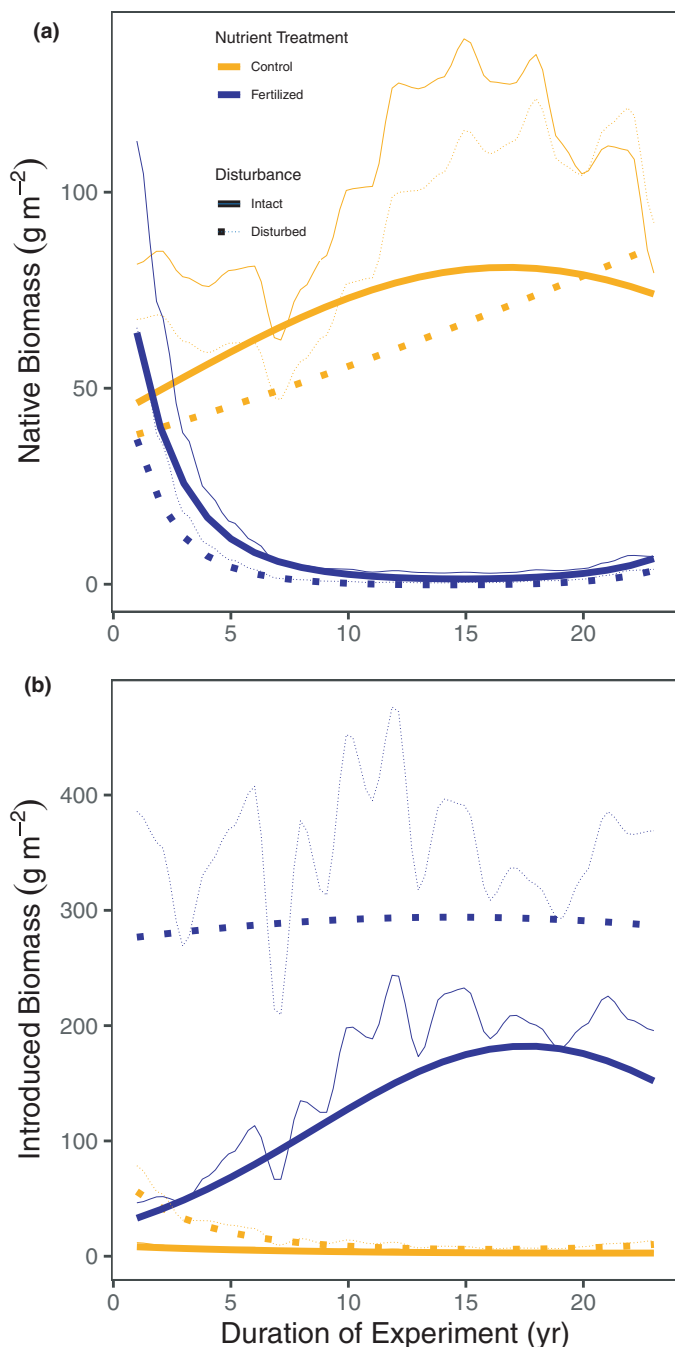 (a)
Nutrient Treatment
Control
Fertilized
Disturbance
Intact
Disturbed
Native Biomass (g m⁻²)
100
50
0
0 5 10 15 20
(b)
Introduced Biomass (g m⁻²)
400
300
200
100
0
0 5 10 15 20
Duration of Experiment (yr)